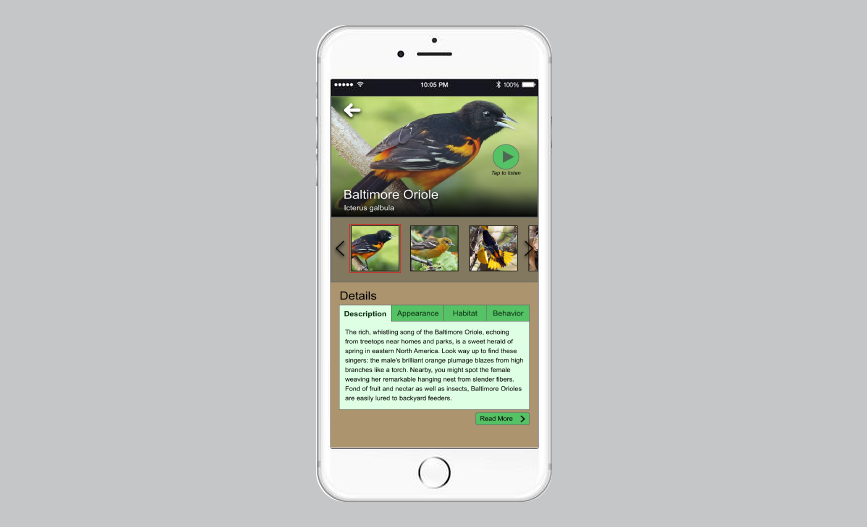 10:05 PM
100%
Tap to listen
Baltimore Oriole
Icterus galbula
Details
Description Appearance Habitat Behavior
The rich, whistling song of the Baltimore Oriole, echoing
from treetops near homes and parks, is a sweet herald of
spring in eastern North America. Look way up to find these
singers: the male's brilliant orange plumage blazes from high
branches like a torch. Nearby, you might spot the female
weaving her remarkable hanging nest from slender fibers.
Fond of fruit and nectar as well as insects, Baltimore Orioles
are easily lured to backyard feeders.
Read More